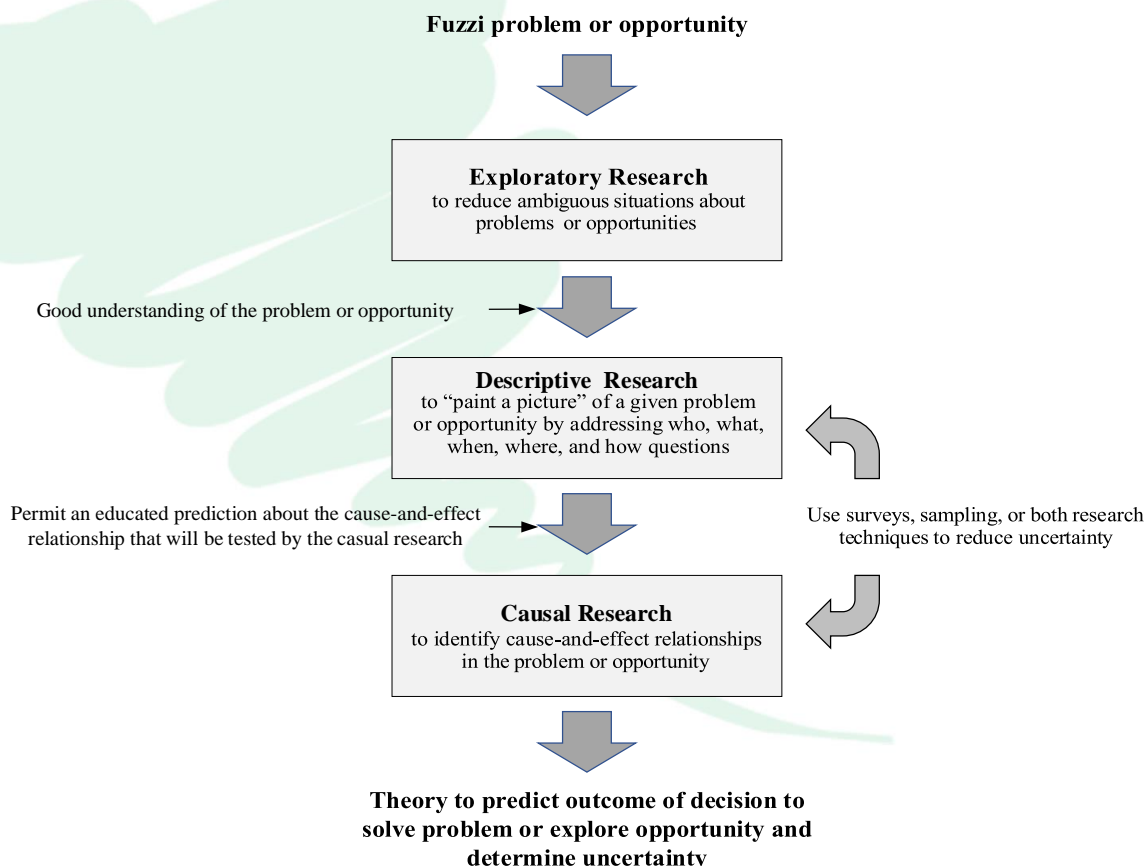 Fuzzi problem or opportunity
Exploratory Research
to reduce ambiguous situations about
problems or opportunities
Good understanding of the problem or opportunity
Descriptive Research
to “paint a picture” of a given problem
or opportunity by addressing who, what,
when, where, and how questions
Permit an educated prediction about the cause-and-effect
relationship that will be tested by the casual research
Use surveys, sampling, or both research
techniques to reduce uncertainty
Causal Research
to identify cause-and-effect relationships
in the problem or opportunity
Theory to predict outcome of decision to
solve problem or explore opportunity and
determine uncertainty